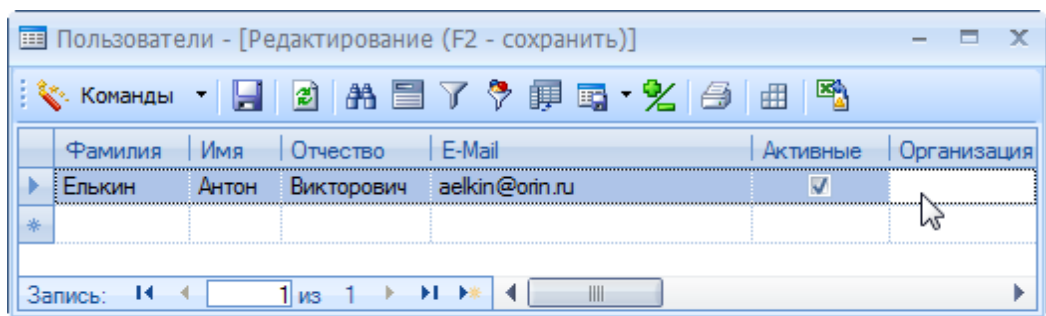 Пользователи - [Редактирование (F2 - сохранить)]
Команды
Фамилия Имя Отчество E-Mail Активные Организация
Елькин Антон Викторович aelkin@orin.ru
Запись: 1 из 1